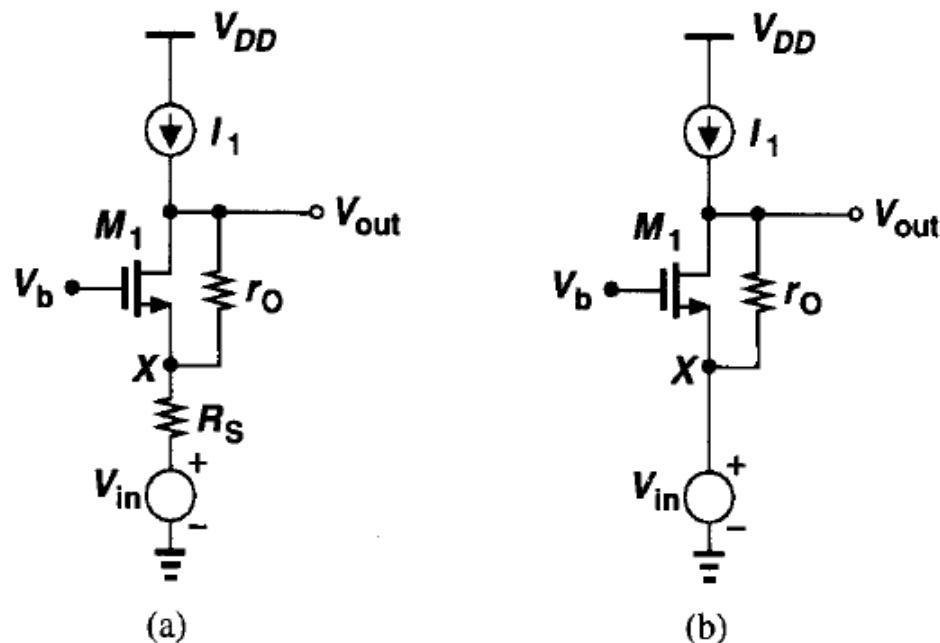 V_DD V_DD
I_1 I_1
V_out V_out
M_1 M_1
V_b V_b
r_O r_O
X X
R_S
+ +
V_in V_in
- -
(a) (b)